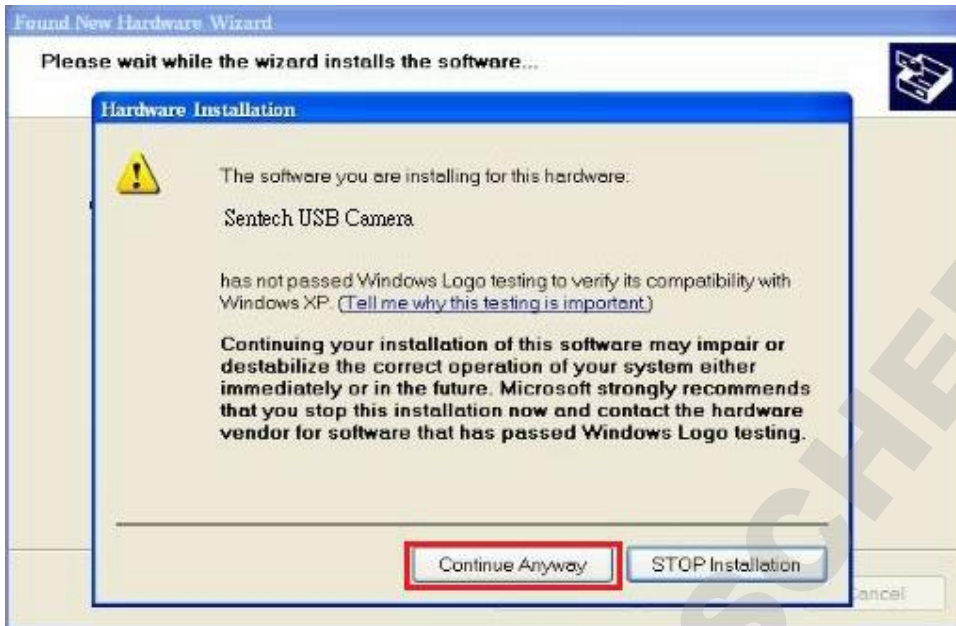 Found New Hardware Wizard
Please wait while the wizard installs the software...
Hardware Installation
The software you are installing for this hardware:
Sentech USB Camera
has not passed Windows Logo testing to verify its compatibility with
Windows XP. (Tell me why this testing is important.)
Continuing your installation of this software may impair or
destabilize the correct operation of your system either
immediately or in the future. Microsoft strongly recommends
that you stop this installation now and contact the hardware
vendor for software that has passed Windows Logo testing.
Continue Anyway
STOP Installation
Cancel